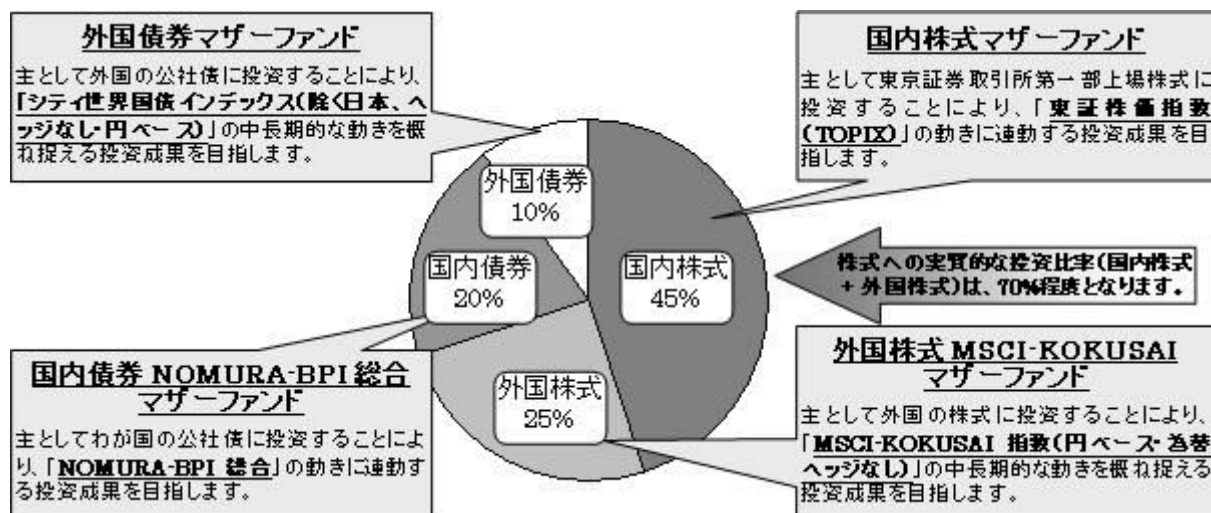 外国債券マザーファンド
主として外国の公社債に投資することにより、
「シティ世界国債インデックス(除く日本、ヘ
ッジなし・円ベース)」の中長期的な動きを概
ね捉える投資成果を目指します。
国内株式マザーファンド
主として東京証券取引所第一部上場株式に
投資することにより、「東証株価指数
(TOPIX)」の動きに連動する投資成果を目
指します。
外国債券
10%
国内債券
20%
国内株式
45%
外国株式
25%
株式への実質的な投資比率(国内株式
+ 外国株式)は、70%程度となります。
国内債券 NOMURA-BPI 総合
マザーファンド
主としてわが国の公社債に投資することによ
り、「NOMURA-BPI 総合」の動きに連動す
る投資成果を目指します。
外国株式 MSCI-KOKUSAI
マザーファンド
主として外国の株式に投資することにより、
「MSCI-KOKUSAI 指数(円ベース・為替
ヘッジなし)」の中長期的な動きを概ね捉える
投資成果を目指します。